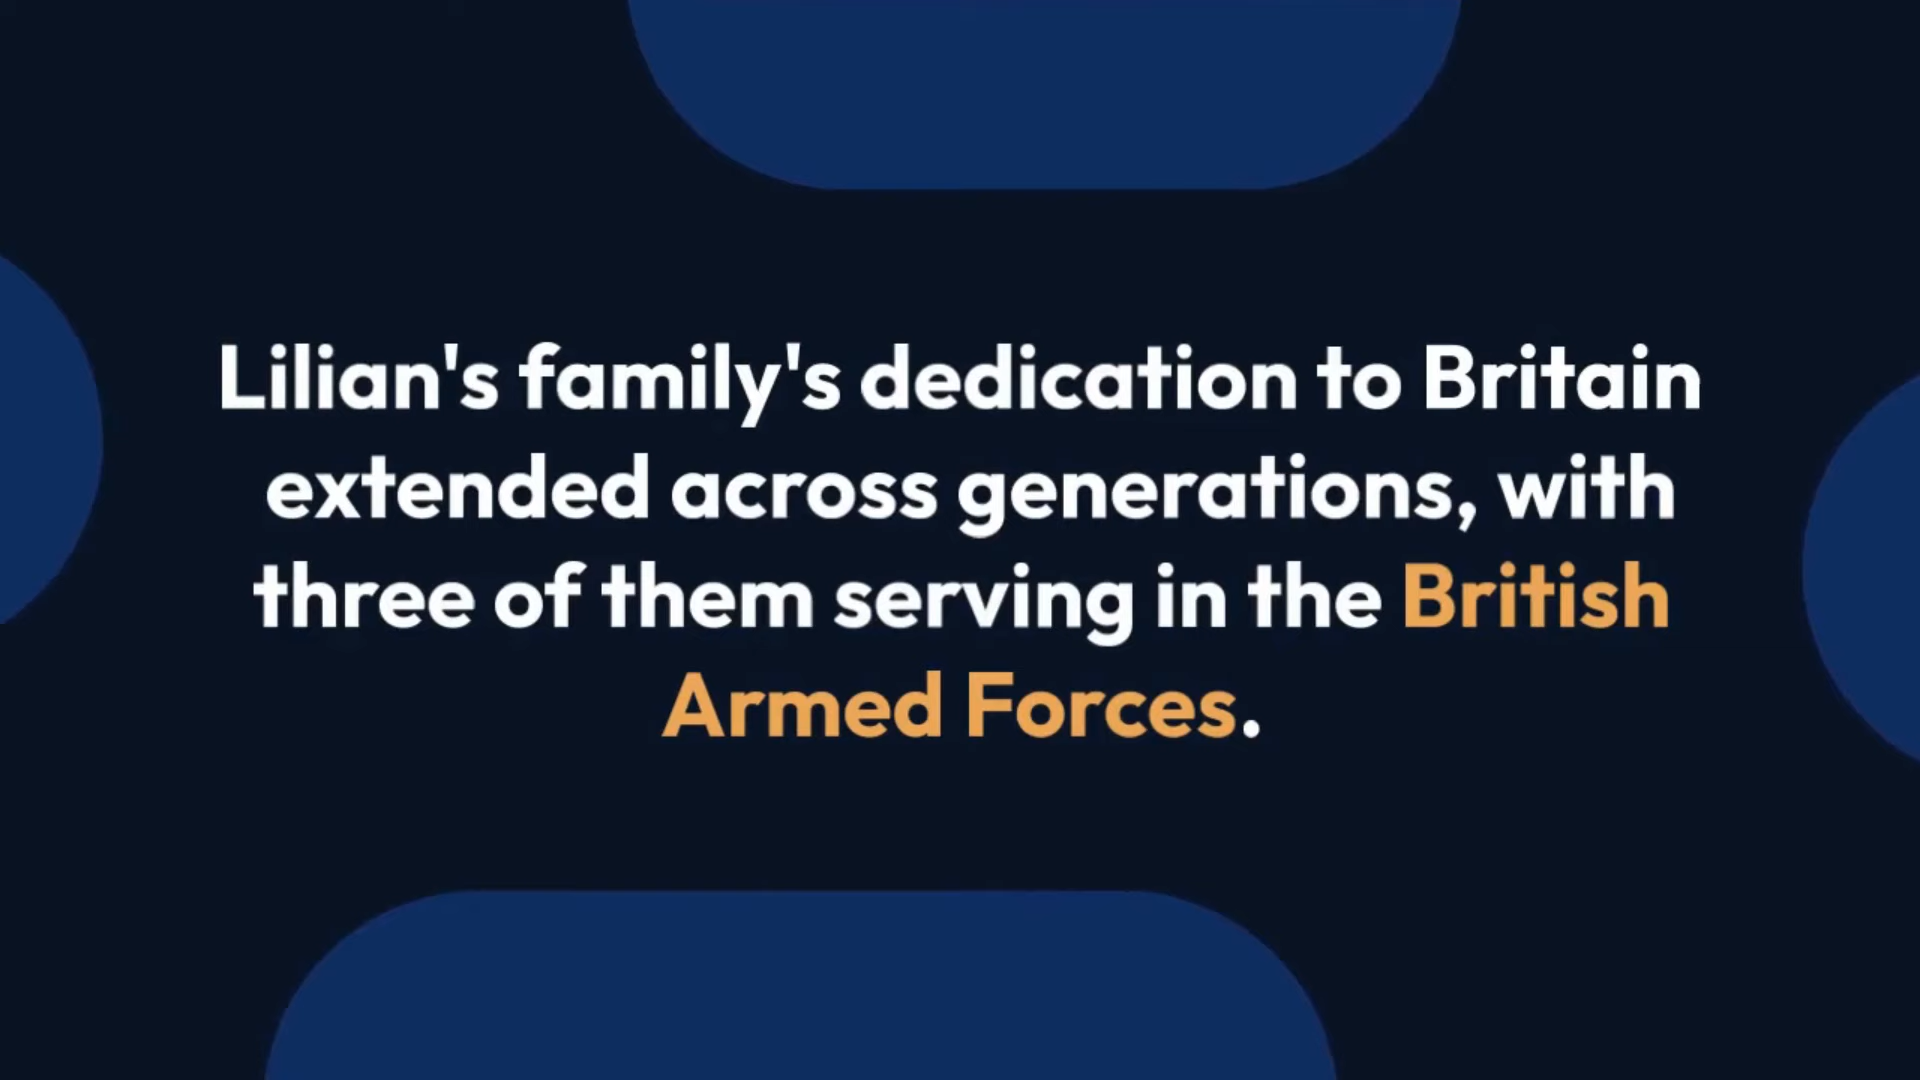 Lilian's family's dedication to Britain
extended across generations, with
three of them serving in the British
Armed Forces.